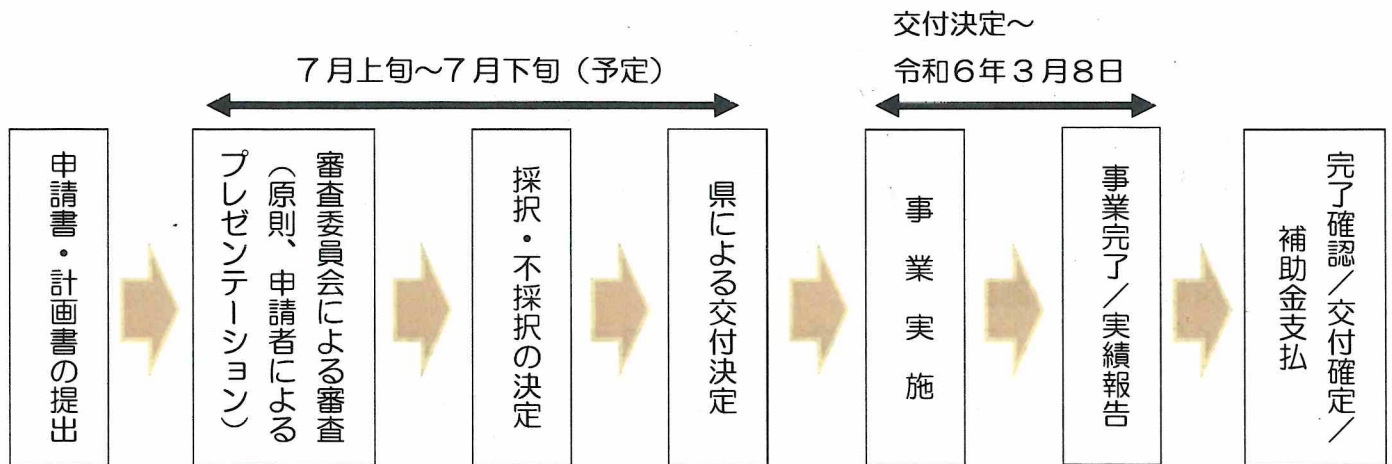 7月上旬～7月下旬（予定）
交付決定～
令和6年3月8日
申請書・計画書の提出
審査委員会による審査
（原則、申請者による
プレゼンテーション）
採択・不採択の決定
県による交付決定
事業実施
事業完了/実績報告
完了確認/交付確定/
補助金支払